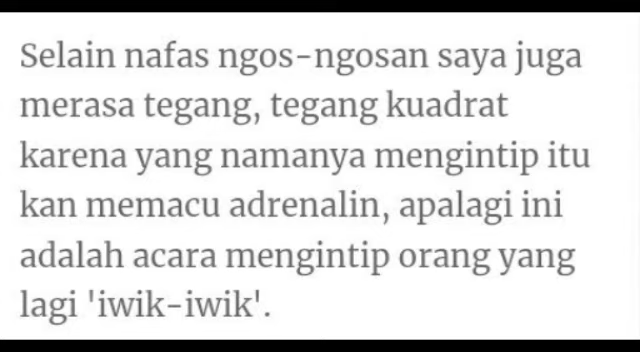 Selain nafas ngos-ngosan saya juga
merasa tegang, tegang kuadrat
karena yang namanya mengintip itu
kan memacu adrenalin, apalagi ini
adalah acara mengintip orang yang
lagi 'iwik-iwik'.